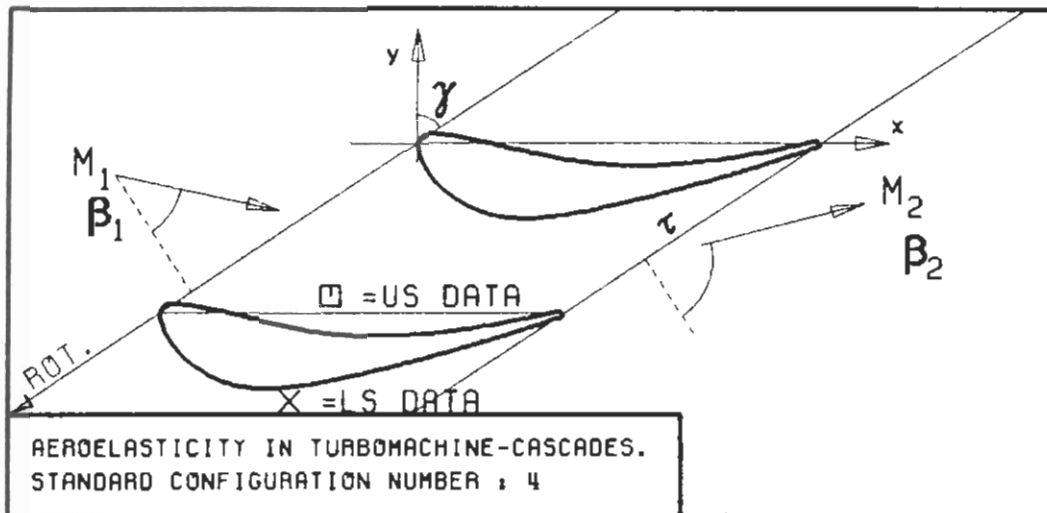 y
γ
x
M₁
β₁
M₂
τ
β₂
=US DATA
ROT.
X =LS DATA
AEROELASTICITY IN TURBOMACHINE-CASCADES.
STANDARD CONFIGURATION NUMBER : 4